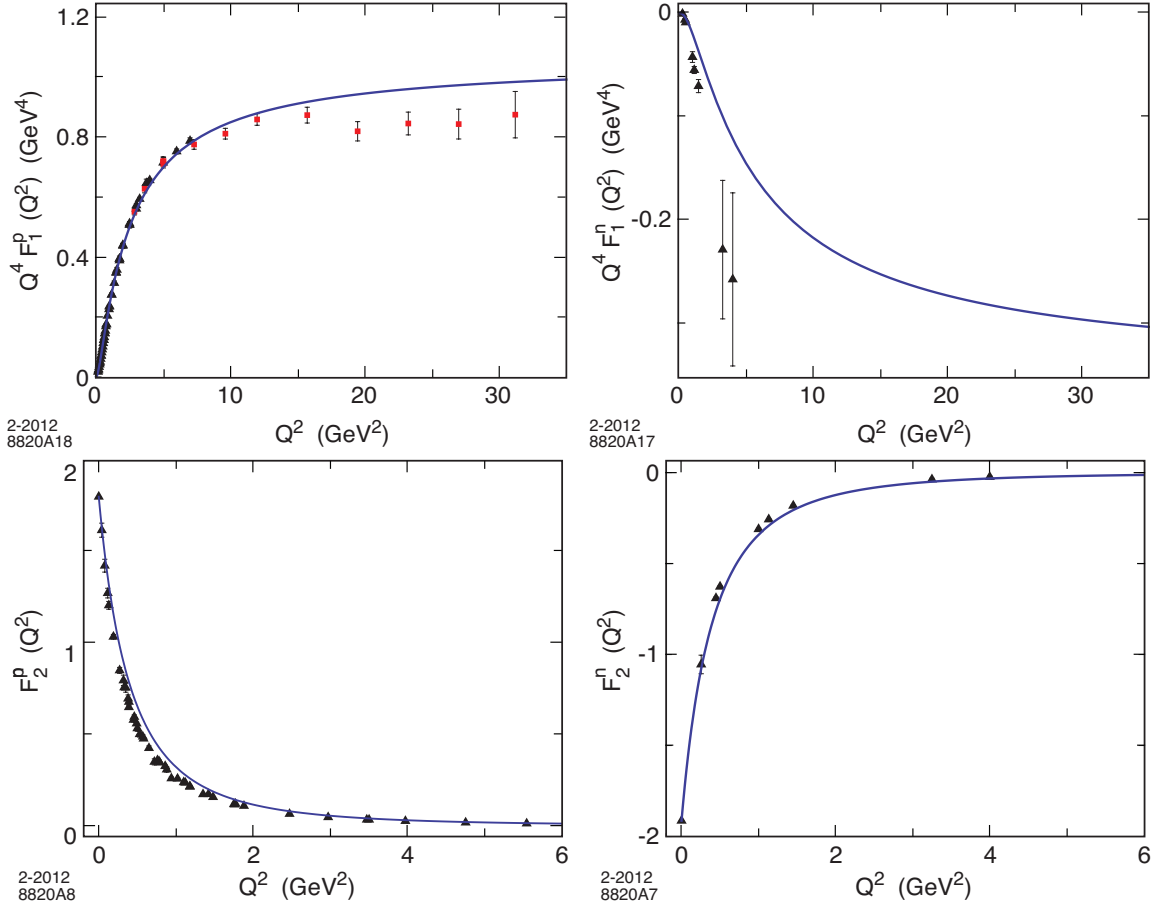 1.2
0.8
0.4
0
Q⁴ F₁ᵖ (Q²) (GeV⁴)
0 10 20 30
Q² (GeV²)
2-2012
8820A18
0
-0.2
Q⁴ F₁ⁿ (Q²) (GeV⁴)
0 10 20 30
Q² (GeV²)
2-2012
8820A17
2
1
0
F₂ᵖ (Q²)
0 2 4 6
Q² (GeV²)
2-2012
8820A8
0
-1
-2
F₂ⁿ (Q²)
0 2 4 6
Q² (GeV²)
2-2012
8820A7